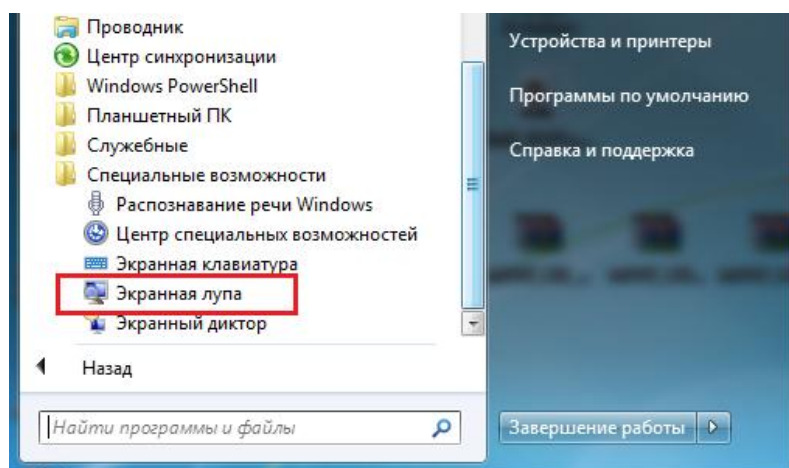 Проводник
Центр синхронизации
Windows PowerShell
Планшетный ПК
Служебные
Специальные возможности
Распознавание речи Windows
Центр специальных возможностей
Экранная клавиатура
Экранная лупа
Экранный диктор
Назад
Найти программы и файлы
Устройства и принтеры
Программы по умолчанию
Справка и поддержка
Завершение работы